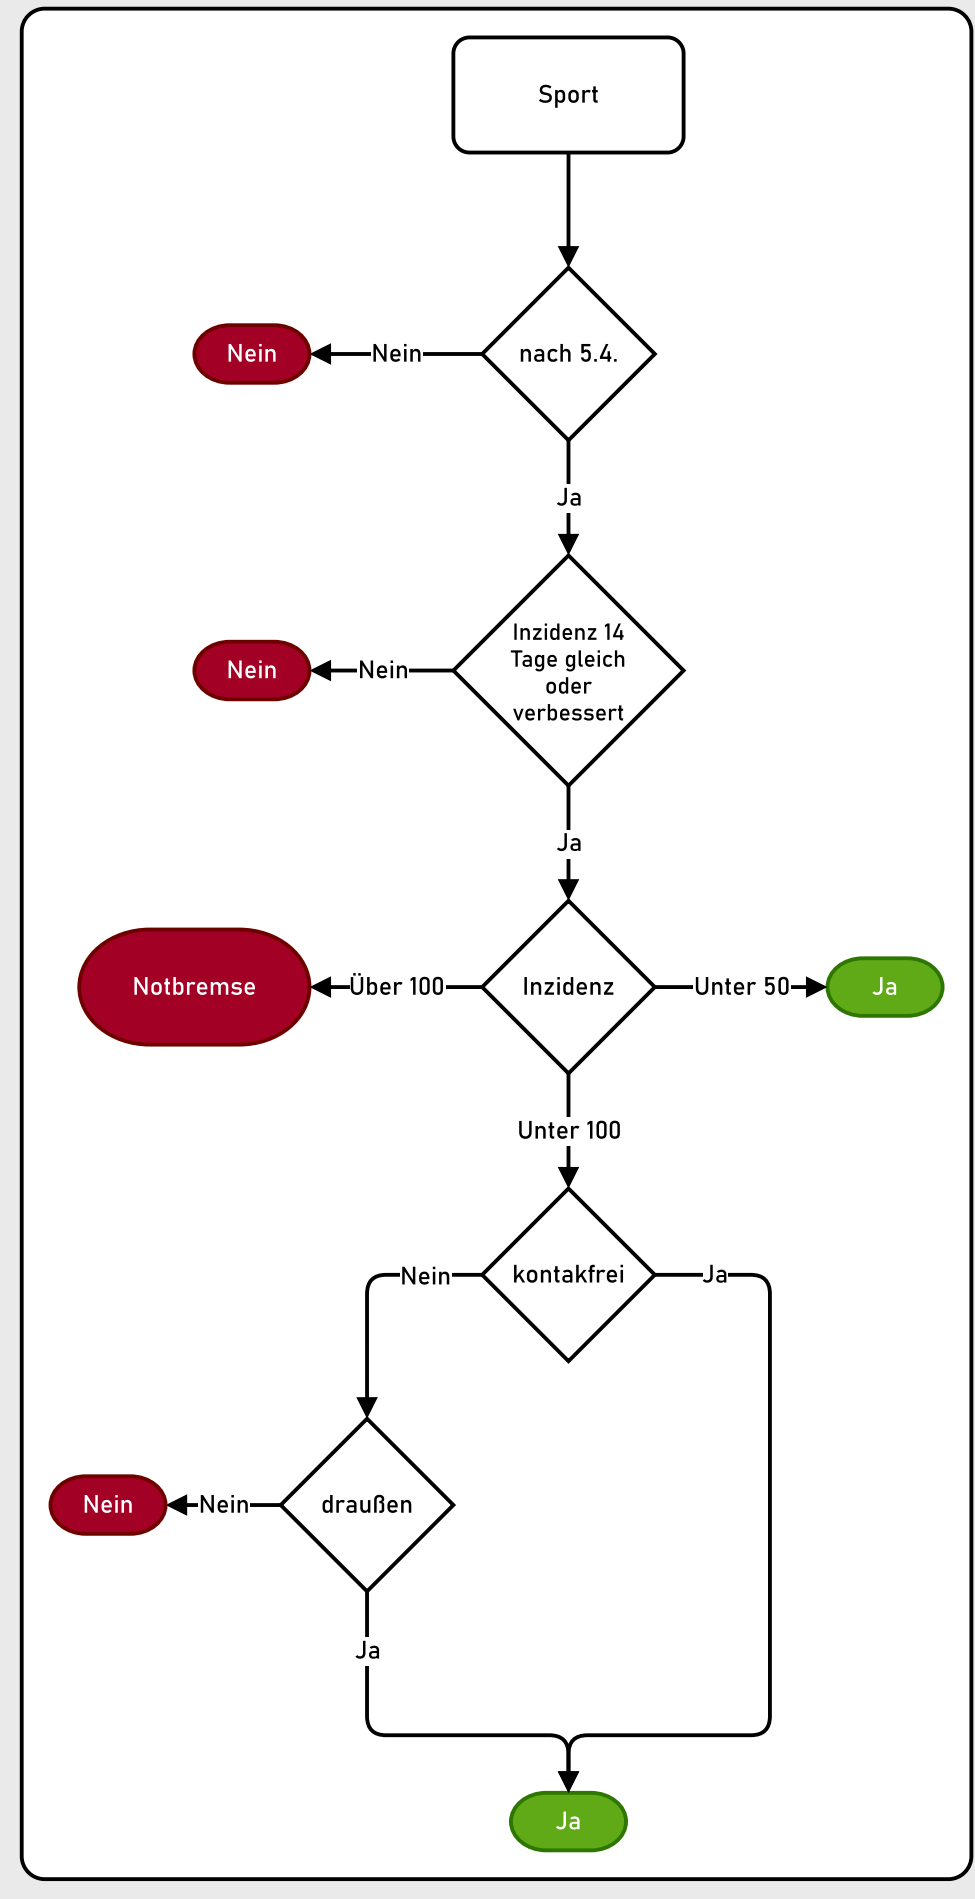 Sport
Nein
Nein
nach 5.4.
Ja
Nein
Nein
Inzidenz 14
Tage gleich
oder
verbessert
Ja
Notbremse
Über 100
Inzidenz
Unter 50
Ja
Unter 100
Nein
kontakfrei
Ja
Nein
Nein
draußen
Ja
Ja